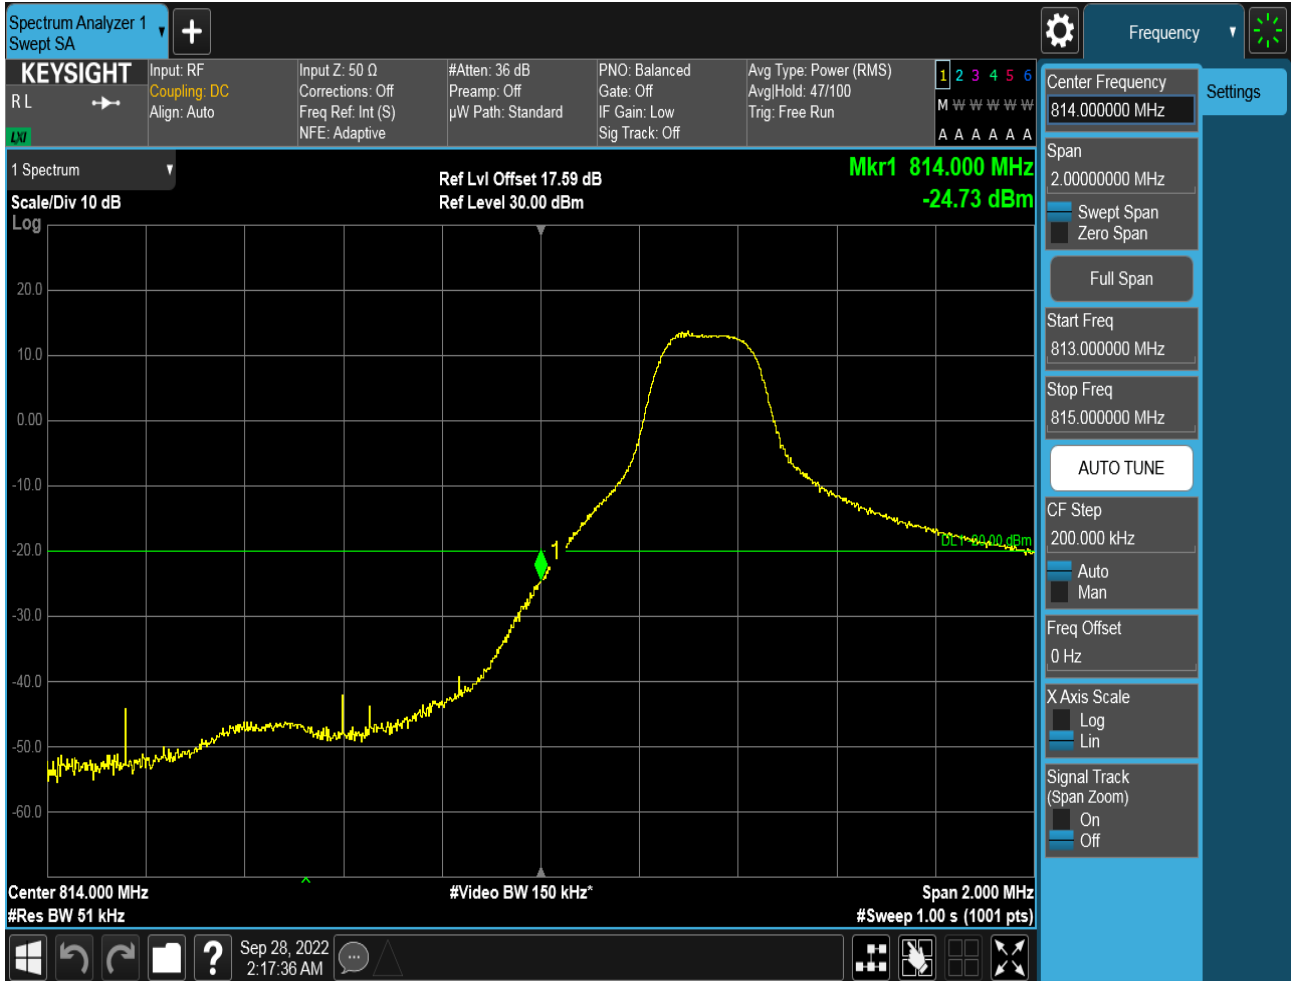 Spectrum Analyzer 1
Swept SA
+
Frequency
KEYSIGHT
R L
LXI
Input: RF
Coupling: DC
Align: Auto
Input Z: 50 Ω
Corrections: Off
Freq Ref: Int (S)
NFE: Adaptive
#Atten: 36 dB
Preamp: Off
µW Path: Standard
PNO: Balanced
Gate: Off
IF Gain: Low
Sig Track: Off
Avg Type: Power (RMS)
Avg|Hold: 47/100
Trig: Free Run
1 2 3 4 5 6
M W W W W W
A A A A A A
1 Spectrum
Scale/Div 10 dB
Log
Ref Lvl Offset 17.59 dB
Ref Level 30.00 dBm
Mkr1 814.000 MHz
-24.73 dBm
20.0
10.0
0.00
-10.0
-20.0
-30.0
-40.0
-50.0
-60.0
1
DL1 -20.00 dBm
Center 814.000 MHz
#Res BW 51 kHz
#Video BW 150 kHz*
Span 2.000 MHz
#Sweep 1.00 s (1001 pts)
Center Frequency
814.000000 MHz
Settings
Span
2.00000000 MHz
Swept Span
Zero Span
Full Span
Start Freq
813.000000 MHz
Stop Freq
815.000000 MHz
AUTO TUNE
CF Step
200.000 kHz
Auto
Man
Freq Offset
0 Hz
X Axis Scale
Log
Lin
Signal Track
(Span Zoom)
On
Off
?
Sep 28, 2022
2:17:36 AM